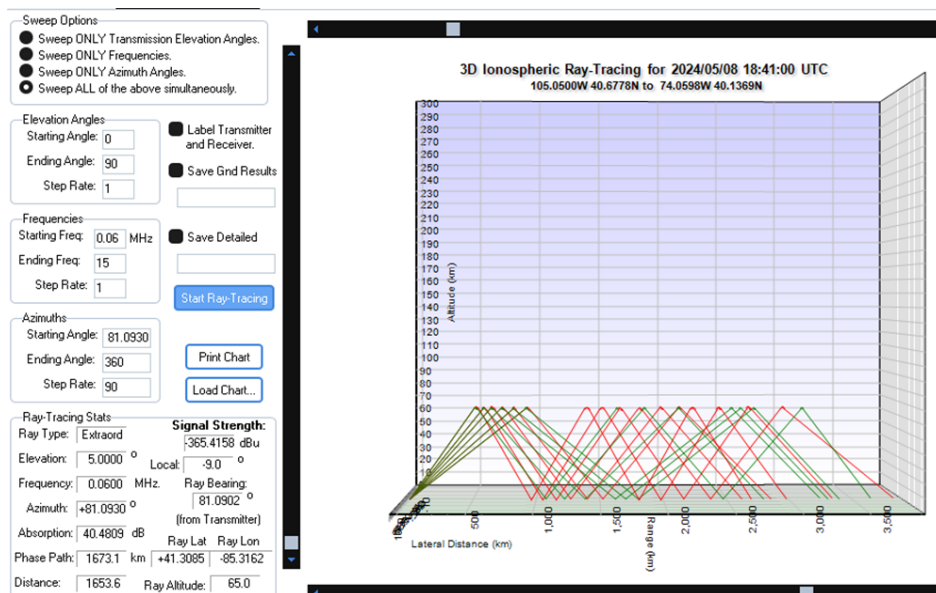 Sweep Options
Sweep ONLY Transmission Elevation Angles.
Sweep ONLY Frequencies.
Sweep ONLY Azimuth Angles.
Sweep ALL of the above simultaneously.
Elevation Angles
Starting Angle: 0
Ending Angle: 90
Step Rate: 1
Label Transmitter
and Receiver.
Save Gnd Results
Frequencies
Starting Freq: 0.06 MHz
Ending Freq: 15
Step Rate: 1
Save Detailed
Start Ray-Tracing
Azimuths
Starting Angle: 81.0930
Ending Angle: 360
Step Rate: 90
Print Chart
Load Chart...
Ray-Tracing Stats
Ray Type: Extraord
Elevation: 5.0000 °
Frequency: 0.0600 MHz.
Azimuth: +81.0930 °
Absorption: 40.4809 dB
Phase Path: 1673.1 km
Distance: 1653.6
Signal Strength:
-365.4158 dBu
Local: -9.0 °
Ray Bearing:
81.0902 °
(from Transmitter)
Ray Lat Ray Lon
+41.3085 -85.3162
Ray Altitude: 65.0
3D Ionospheric Ray-Tracing for 2024/05/08 18:41:00 UTC
105.0500W 40.6778N to 74.0598W 40.1369N
300
290
280
270
260
250
240
230
220
210
200
190
180
170
160
150
140
130
120
110
100
90
80
70
60
50
40
30
20
10
Altitude (km)
500
1,000
1,500
2,000
2,500
3,000
3,500
Range (km)
Lateral Distance (km)